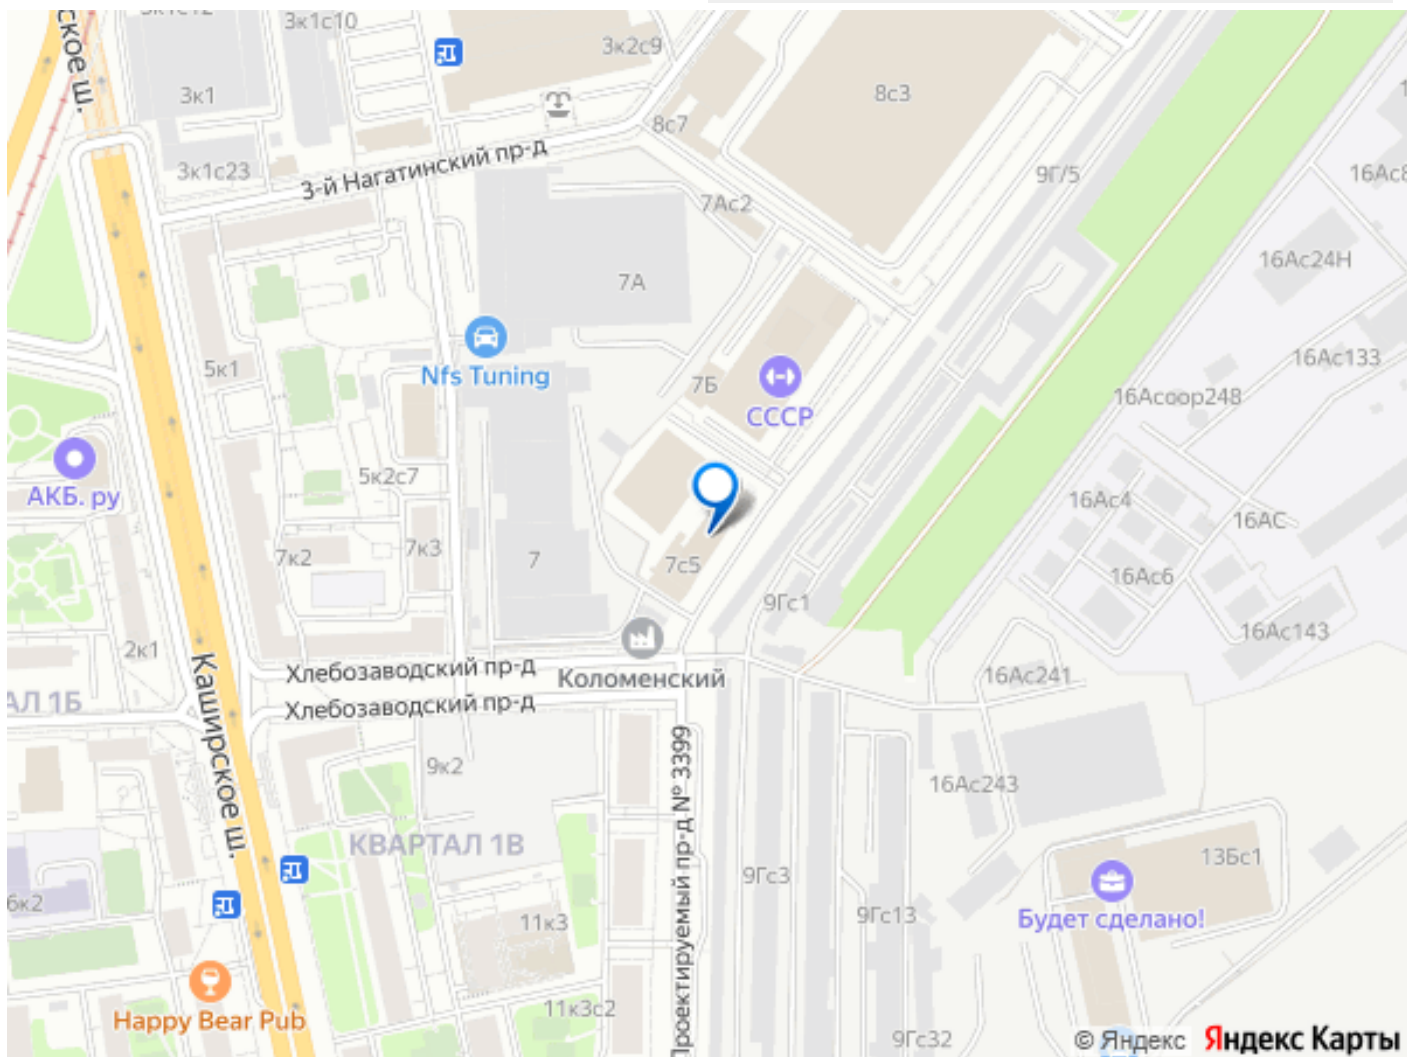 3к1с10
3к2с9
ское ш.
3к1
8с3
8с7
3к1с23
3-й Нагатинский пр-д
9Г/5
7Ас2
16Ас24Н
7А
16Ас133
5к1
Nfs Tuning
7Б
СССР
16Асоор248
АКБ. ру
5к2с7
16Ас4
16АС
7к2
7к3
7
7с5
16Ас6
9Гс1
16Ас143
2к1
Хлебозаводский пр-д
Коломенский
16Ас241
АЛ 1Б
Хлебозаводский пр-д
Каширское ш.
9к2
Проектируемый пр-д № 3399
16Ас243
КВАРТАЛ 1В
13Бс1
9Гс3
6к2
11к3
9Гс13
Будет сделано!
Happy Bear Pub
11к3с2
9Гс32
© Яндекс Яндекс Карты